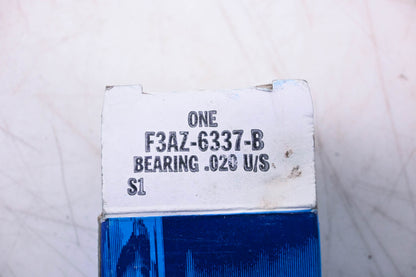 ONE
F3AZ-6337-B
BEARING .020 U/S
S1